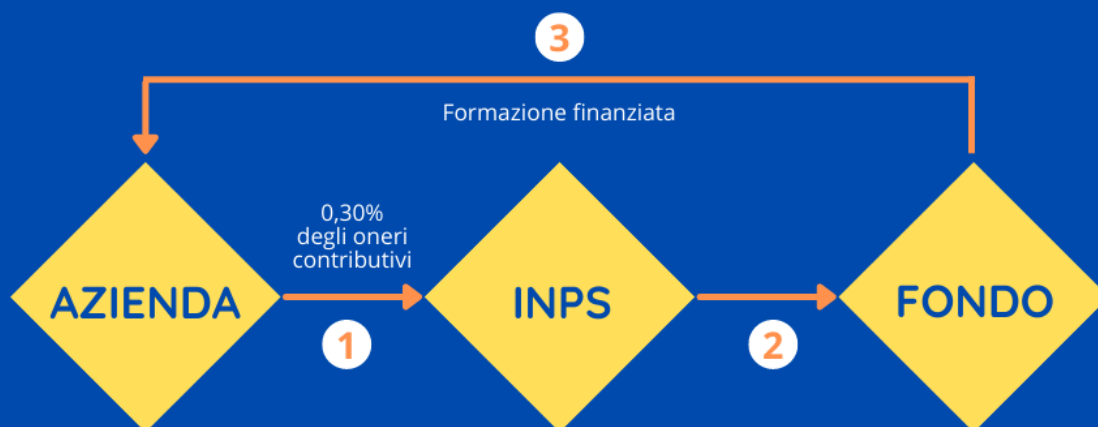 3
Formazione finanziata
0,30%
degli oneri
contributivi
AZIENDA
INPS
FONDO
1
2